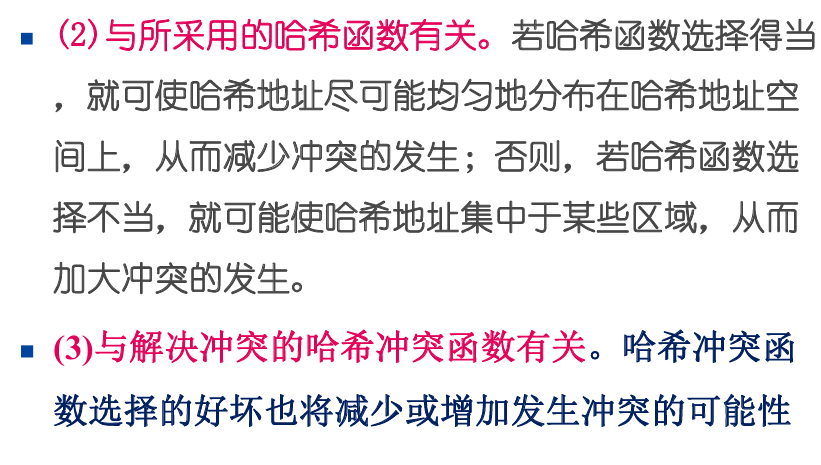 (2)与所采用的哈希函数有关。若哈希函数选择得当
，就可使哈希地址尽可能均匀地分布在哈希地址空
间上，从而减少冲突的发生；否则，若哈希函数选
择不当，就可能使哈希地址集中于某些区域，从而
加大冲突的发生。
(3)与解决冲突的哈希冲突函数有关。哈希冲突函
数选择的好坏也将减少或增加发生冲突的可能性